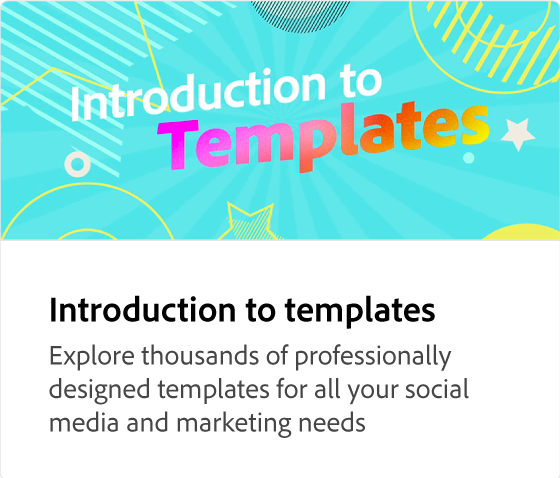 Introduction to
Templates
Introduction to templates
Explore thousands of professionally
designed templates for all your social
media and marketing needs